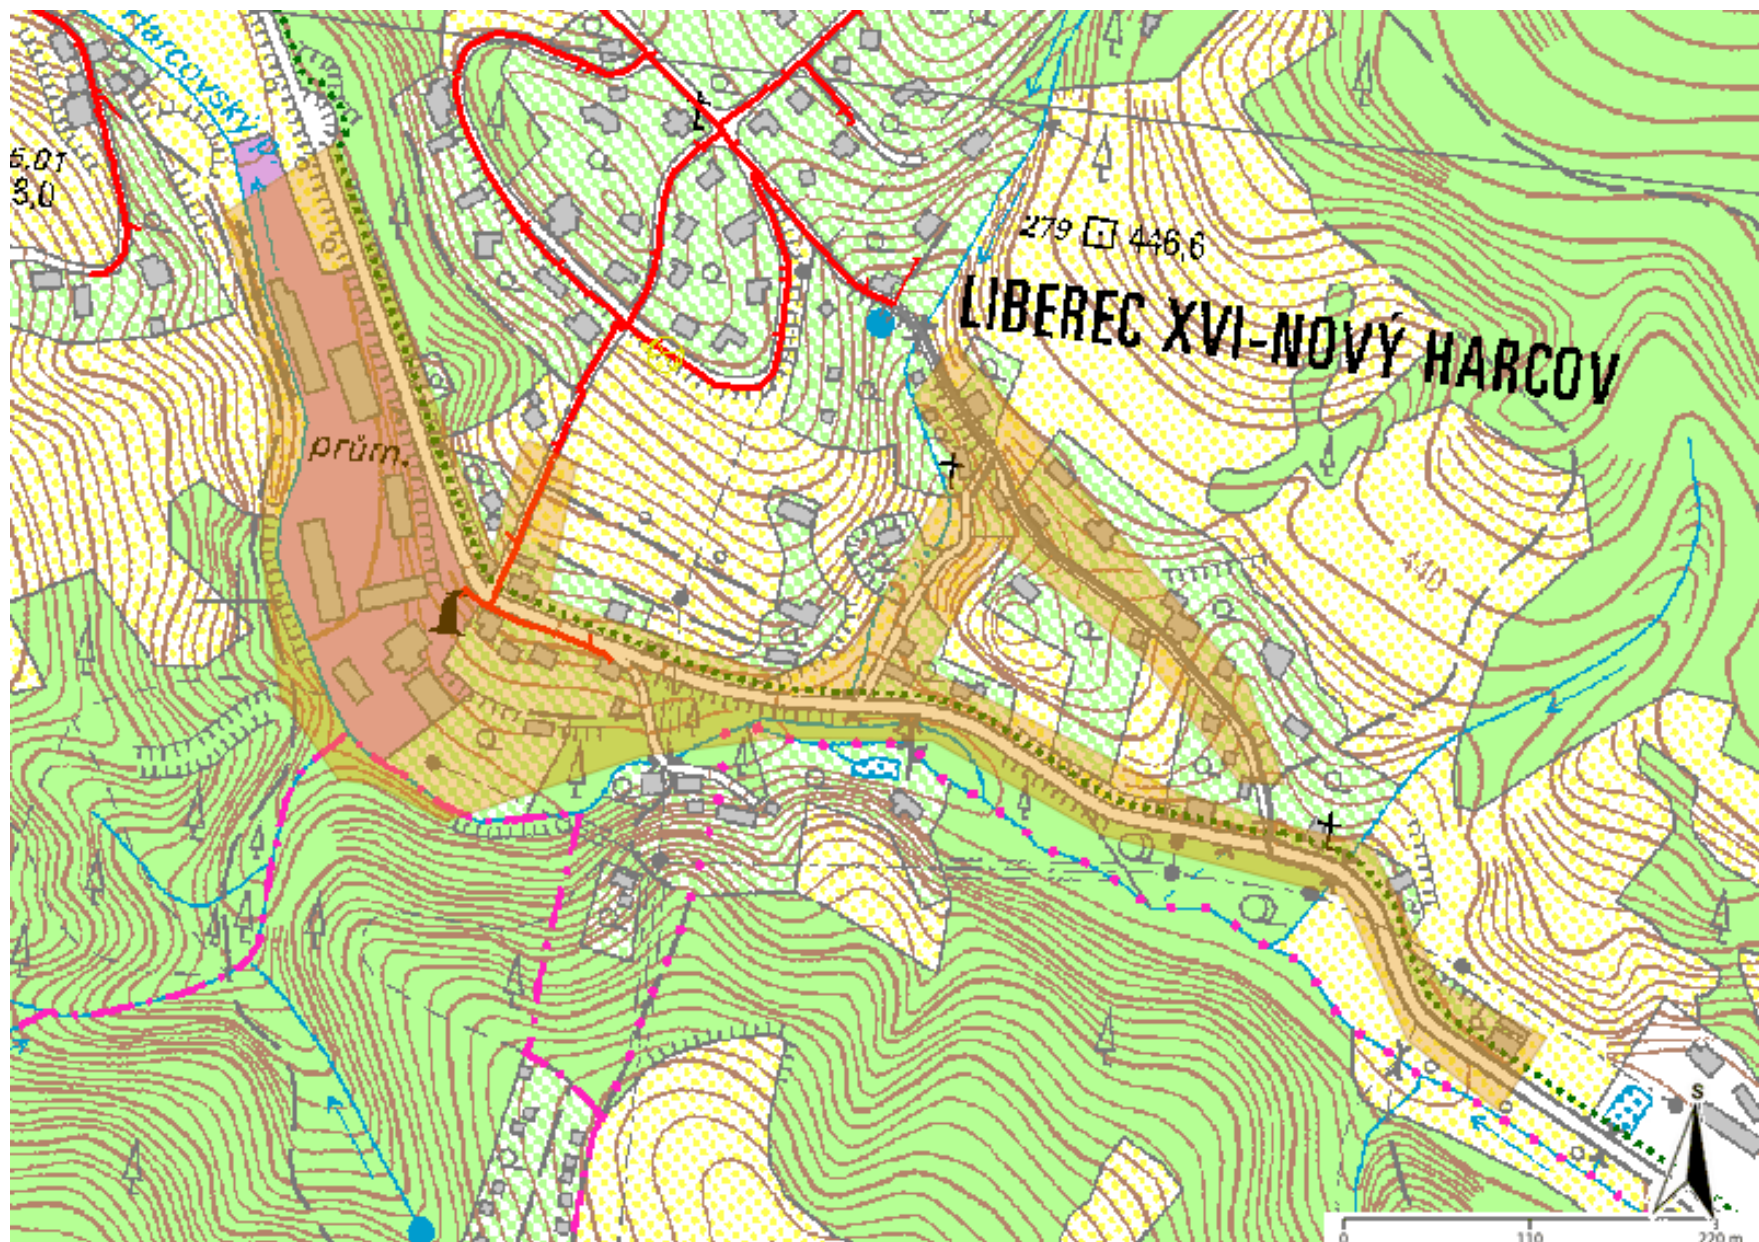 Harcovský p.
6.01
3,0
279 446,6
LIBEREC XVI-NOVÝ HARCOV
prům.
440
S
0 110 220 m